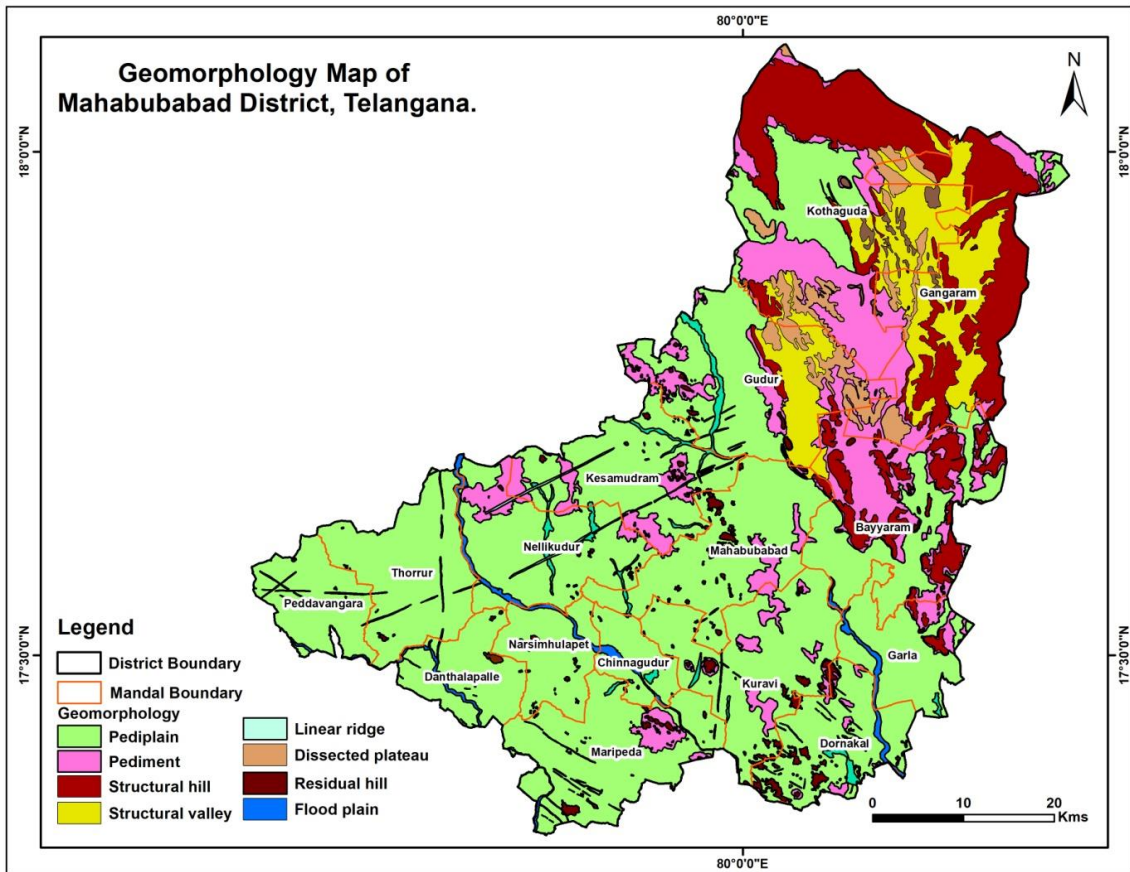 80°0'0"E
Geomorphology Map of
Mahabubabad District, Telangana.
N
18°0'0"N
18°0'0"N
Kothaguda
Gangaram
Gudur
Kesamudram
Bayyaram
Nellikudur
Mahabubabad
Thorrur
Peddavangara
Narsimhulapet
Chinnagudur
Garla
Danthalapalle
Kuravi
Maripeda
Dornakal
17°30'0"N
17°30'0"N
Legend
District Boundary
Mandal Boundary
Geomorphology
Pediplain
Pediment
Structural hill
Structural valley
Linear ridge
Dissected plateau
Residual hill
Flood plain
0 10 20
Kms
80°0'0"E